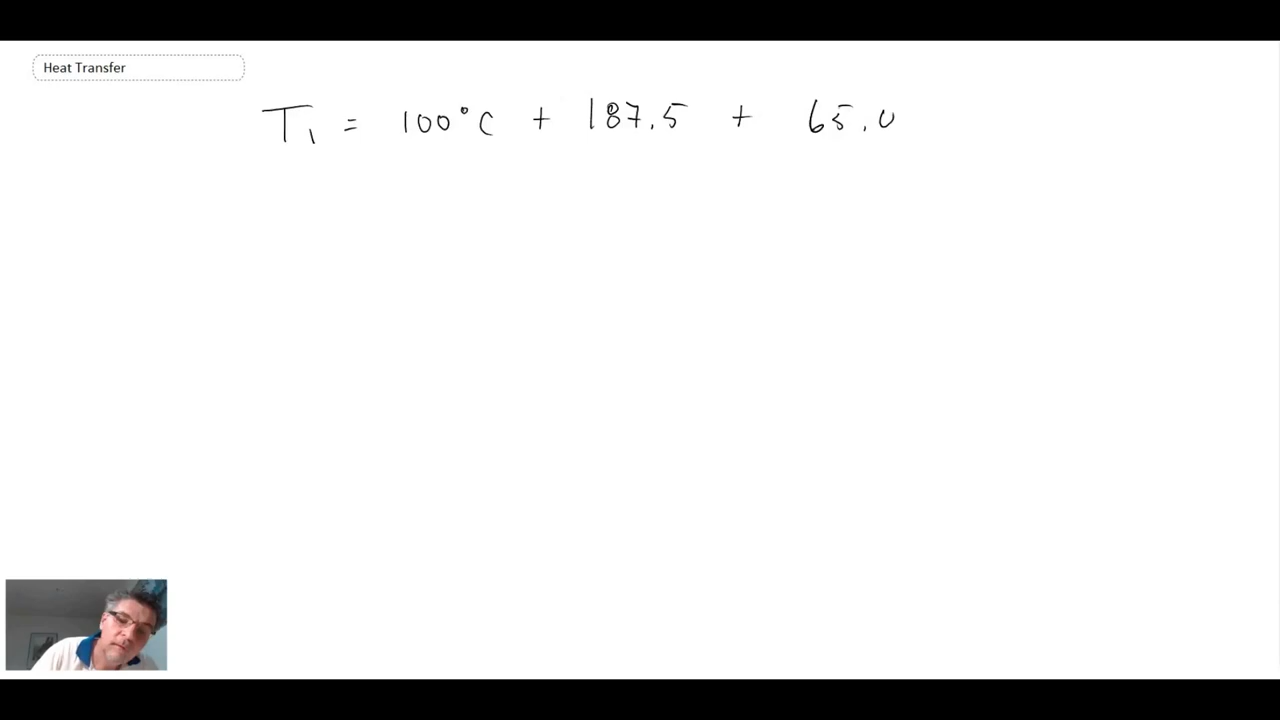 Heat Transfer
T₁ = 100°C + 187.5 + 65.0